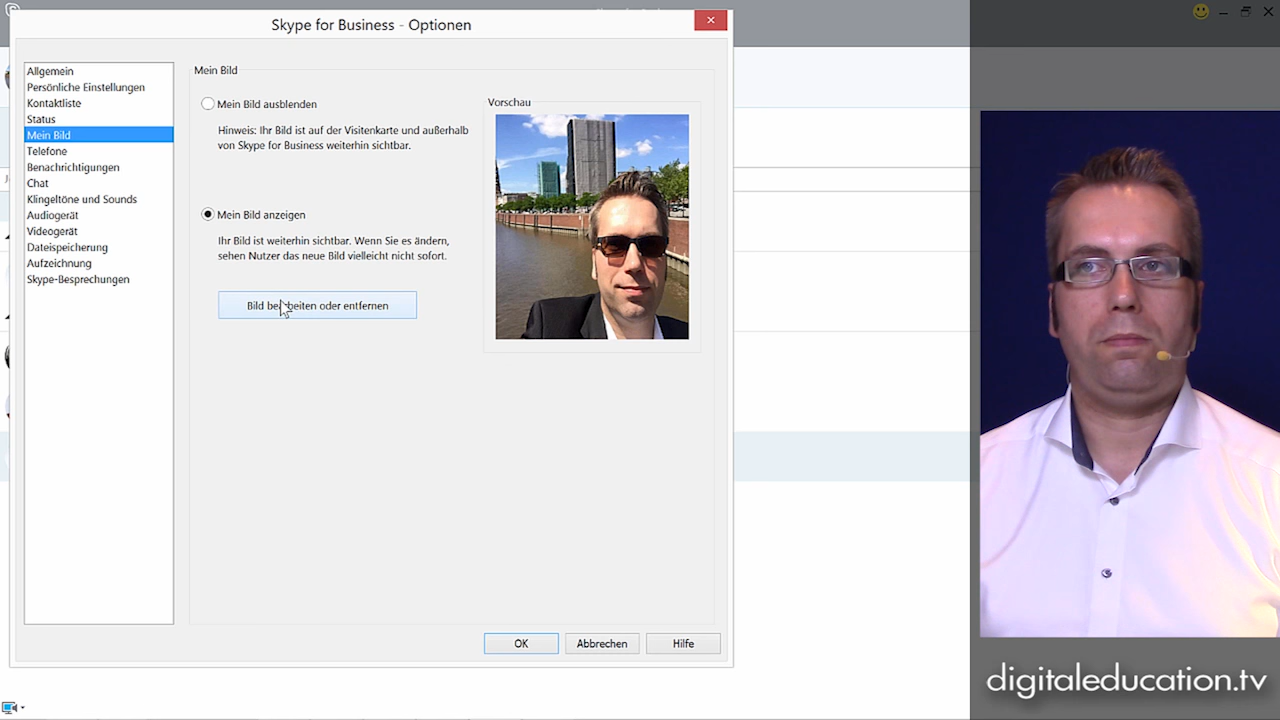 Skype for Business - Optionen
Allgemein
Persönliche Einstellungen
Kontaktliste
Status
Mein Bild
Telefone
Benachrichtigungen
Chat
Klingeltöne und Sounds
Audiogerät
Videogerät
Dateispeicherung
Aufzeichnung
Skype-Besprechungen
Mein Bild
Mein Bild ausblenden
Hinweis: Ihr Bild ist auf der Visitenkarte und außerhalb
von Skype for Business weiterhin sichtbar.
Mein Bild anzeigen
Ihr Bild ist weiterhin sichtbar. Wenn Sie es ändern,
sehen Nutzer das neue Bild vielleicht nicht sofort.
Bild bearbeiten oder entfernen
Vorschau
OK
Abbrechen
Hilfe
digitaleducation.tv